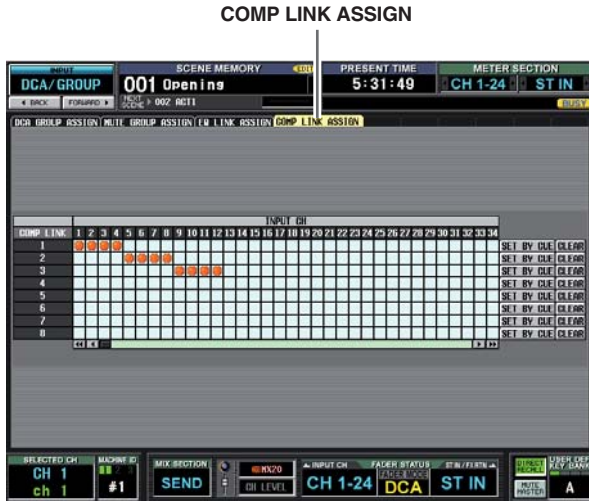 COMP LINK ASSIGN
INPUT
DCA/GROUP
SCENE MEMORY
001 Opening
NEXT SCENE 002 ACT1
PRESENT TIME
5:31:49
METER SECTION
CH 1-24 ST IN
BACK FORWARD
BUSY
DCA GROUP ASSIGN MUTE GROUP ASSIGN EQ LINK ASSIGN COMP LINK ASSIGN
INPUT CH
COMP LINK 1 2 3 4 5 6 7 8 9 10 11 12 13 14 15 16 17 18 19 20 21 22 23 24 25 26 27 28 29 30 31 32 33 34
1 SET BY CUE CLEAR
2 SET BY CUE CLEAR
3 SET BY CUE CLEAR
4 SET BY CUE CLEAR
5 SET BY CUE CLEAR
6 SET BY CUE CLEAR
7 SET BY CUE CLEAR
8 SET BY CUE CLEAR
SELECTED CH
CH 1
ch 1
MACHINE ID
#1
MIX SECTION
SEND
MIX20
CH LEVEL
INPUT CH FADER STATUS ST IN/FX RTN
FADER MODE
CH 1-24 DCA ST IN
DIRECT RECALL
MUTE MASTER
USER DEF
KEY BANK
A